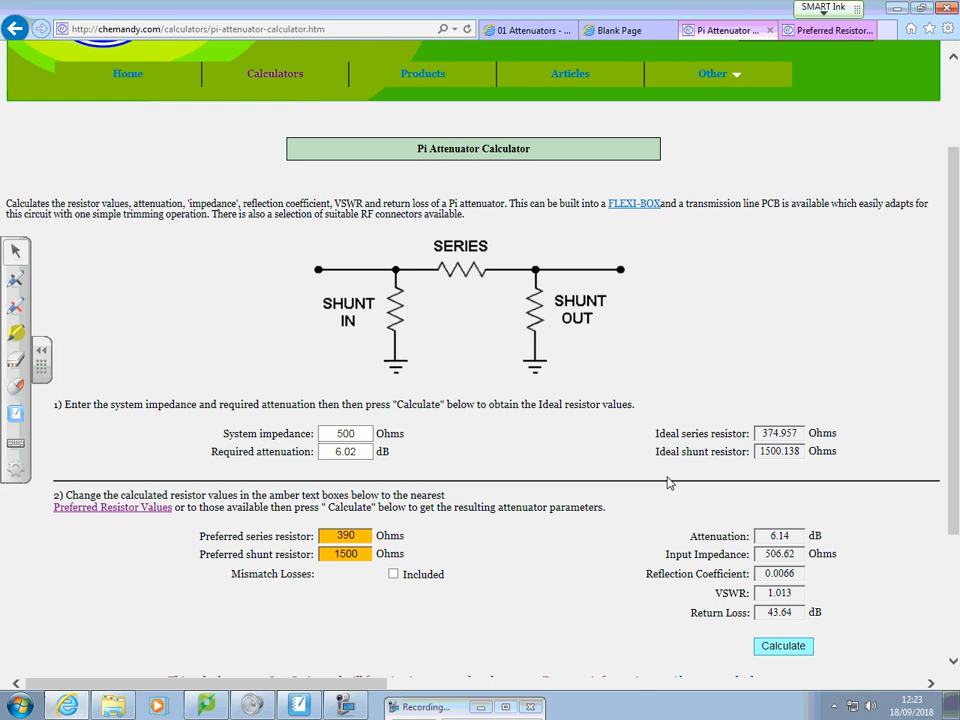 SMART Ink
http://chemandy.com/calculators/pi-attenuator-calculator.htm
01 Attenuators - ...
Blank Page
Pi Attenuator ...
Preferred Resistor...
Home
Calculators
Products
Articles
Other
Pi Attenuator Calculator
Calculates the resistor values, attenuation, 'impedance', reflection coefficient, VSWR and return loss of a Pi attenuator. This can be built into a FLEXI-BOXand a transmission line PCB is available which easily adapts for
this circuit with one simple trimming operation. There is also a selection of suitable RF connectors available.
SERIES
SHUNT
IN
SHUNT
OUT
1) Enter the system impedance and required attenuation then then press "Calculate" below to obtain the Ideal resistor values.
System impedance: 500 Ohms
Ideal series resistor: 374.957 Ohms
Required attenuation: 6.02 dB
Ideal shunt resistor: 1500.138 Ohms
2) Change the calculated resistor values in the amber text boxes below to the nearest
Preferred Resistor Values or to those available then press " Calculate" below to get the resulting attenuator parameters.
Preferred series resistor: 390 Ohms
Attenuation: 6.14 dB
Preferred shunt resistor: 1500 Ohms
Input Impedance: 506.62 Ohms
Mismatch Losses: Included
Reflection Coefficient: 0.0066
VSWR: 1.013
Return Loss: 43.64 dB
Calculate
Recording...
12:23
18/09/2018